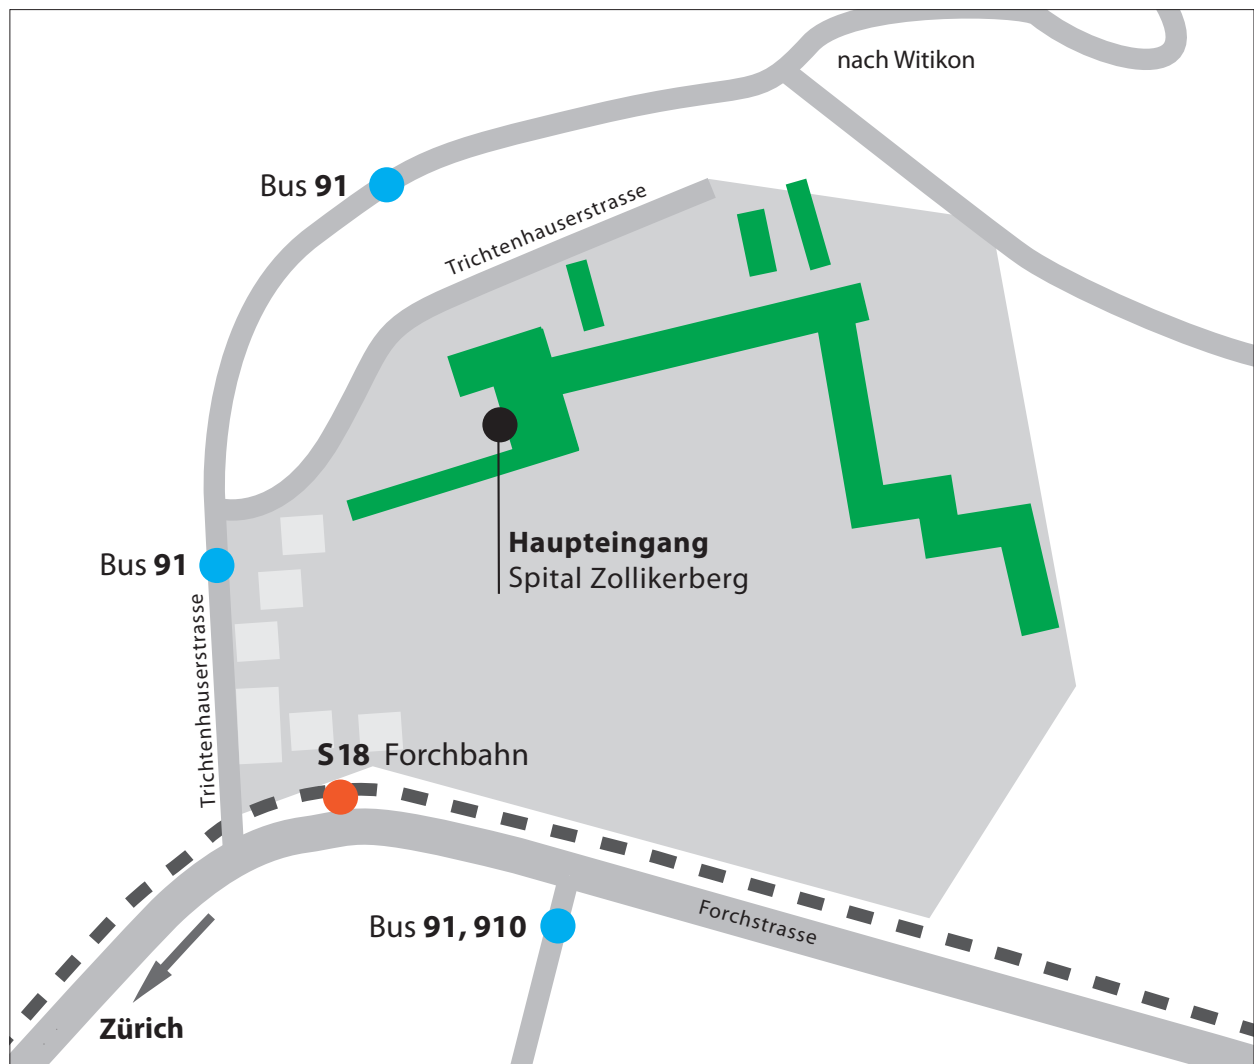 nach Witikon
Bus 91
Trichtenhauserstrasse
Haupteingang
Spital Zollikerberg
Bus 91
Trichtenhauserstrasse
S18 Forchbahn
Forchstrasse
Bus 91, 910
Zürich